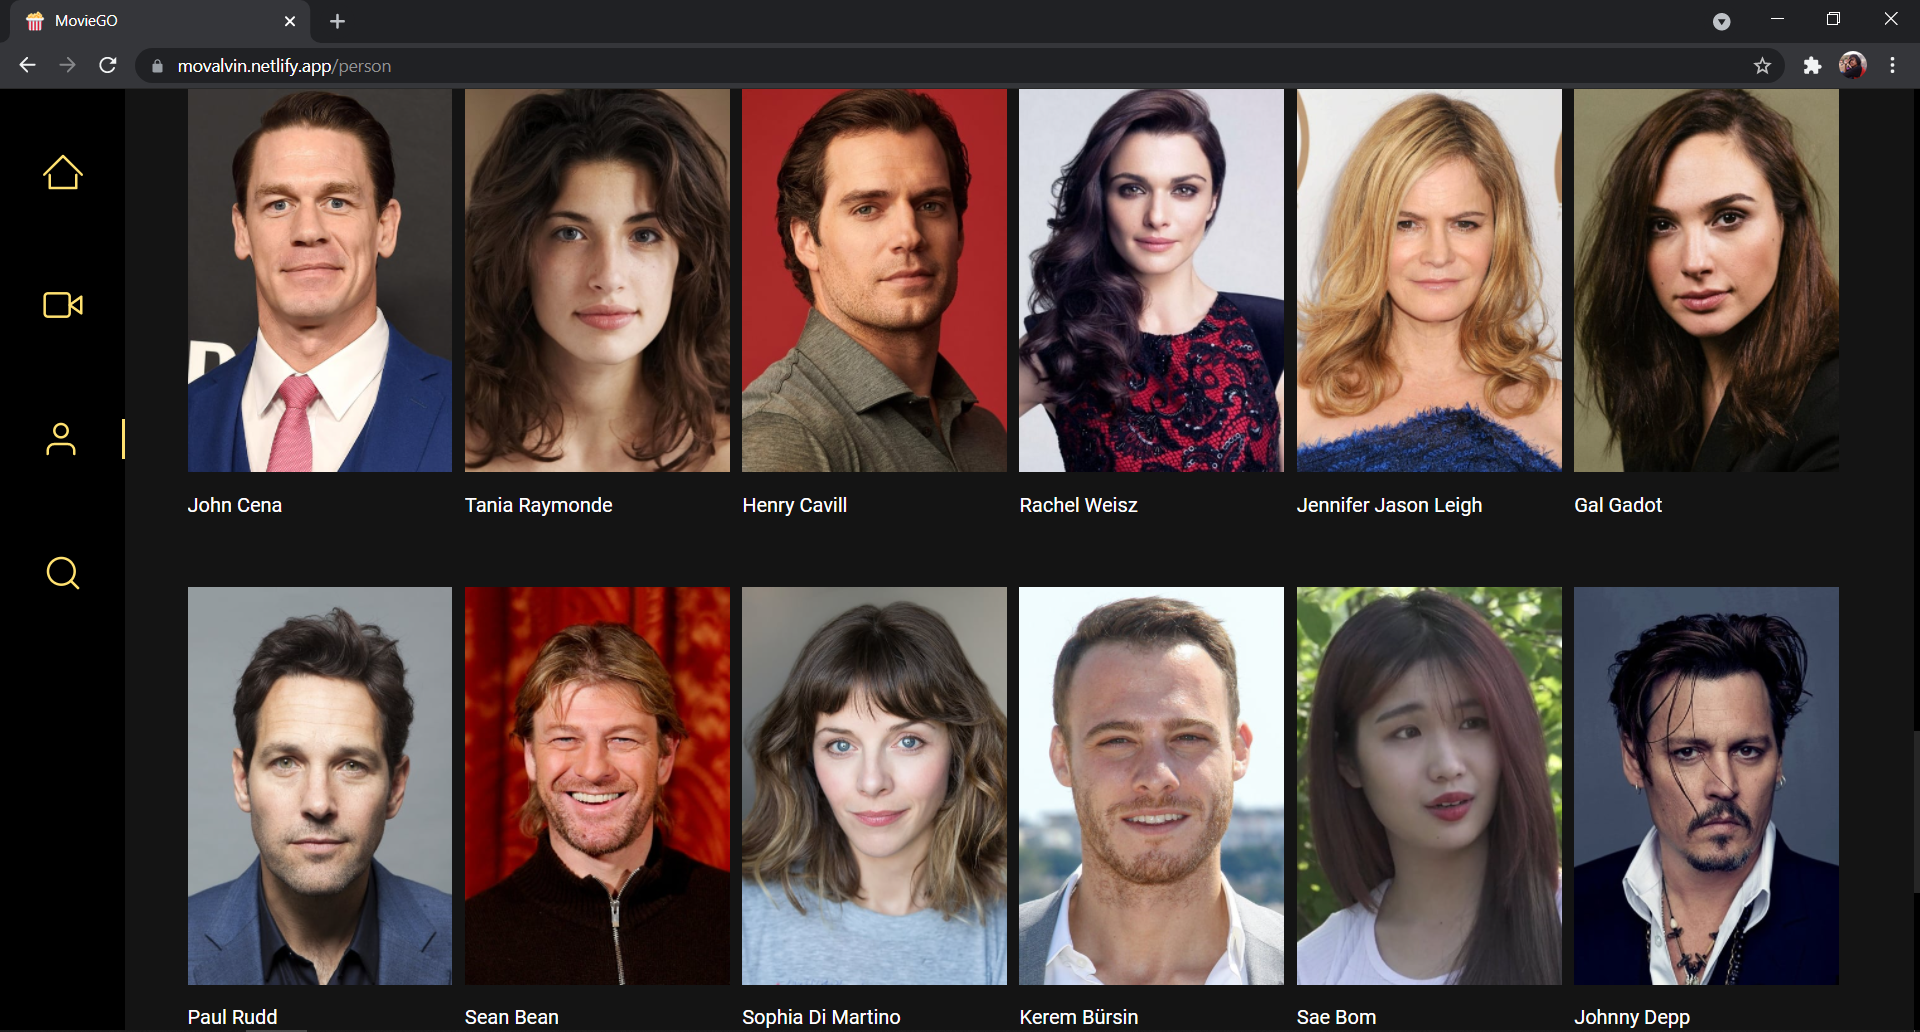 MovieGO
movalvin.netlify.app/person
John Cena
Tania Raymonde
Henry Cavill
Rachel Weisz
Jennifer Jason Leigh
Gal Gadot
Paul Rudd
Sean Bean
Sophia Di Martino
Kerem Bürsin
Sae Bom
Johnny Depp